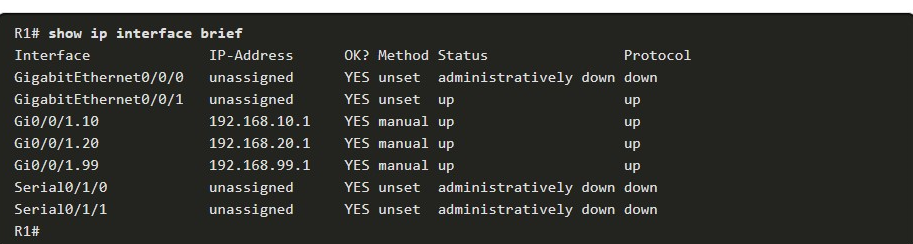 R1# show ip interface brief
Interface IP-Address OK? Method Status Protocol
GigabitEthernet0/0/0 unassigned YES unset administratively down down
GigabitEthernet0/0/1 unassigned YES unset up up
Gi0/0/1.10 192.168.10.1 YES manual up up
Gi0/0/1.20 192.168.20.1 YES manual up up
Gi0/0/1.99 192.168.99.1 YES manual up up
Serial0/1/0 unassigned YES unset administratively down down
Serial0/1/1 unassigned YES unset administratively down down
R1#